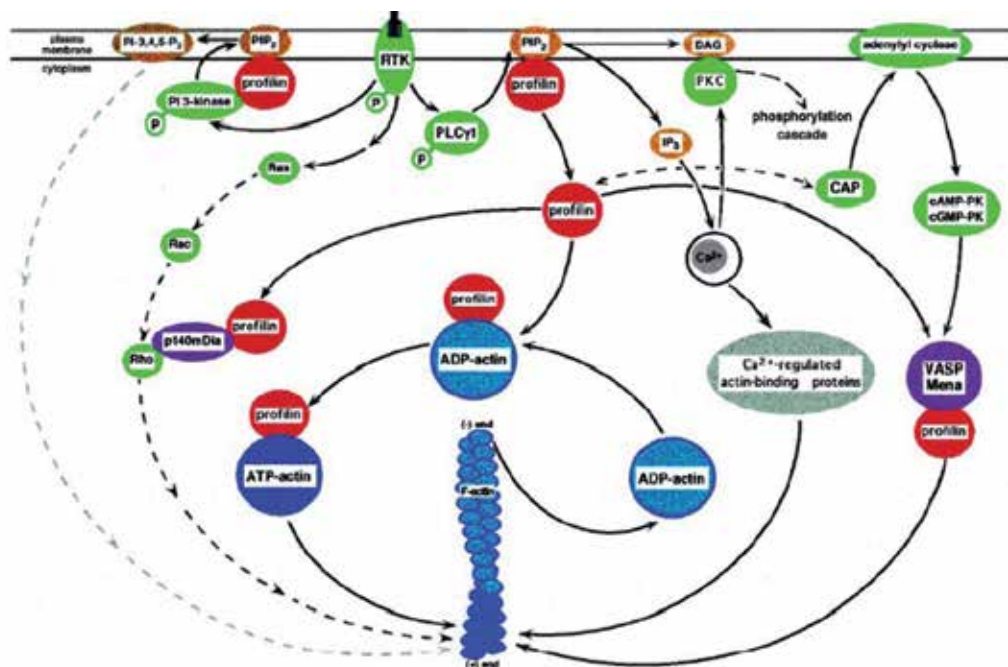 plasma
membrane
cytoplasm
PI-3,4,5-P3
PIP2
profilin
PI 3-kinase
P
RTK
P
PLCγ1
P
PIP2
profilin
DAG
PKC
phosphorylation
cascade
adenylyl cyclase
IP3
CAP
cAMP-PK
cGMP-PK
Ras
profilin
Rac
Ca2+
profilin
p140mDia
Rho
profilin
ADP-actin
Ca2+-regulated
actin-binding proteins
VASP
Mena
profilin
profilin
ATP-actin
(-) end
F-actin
ADP-actin
(+) end